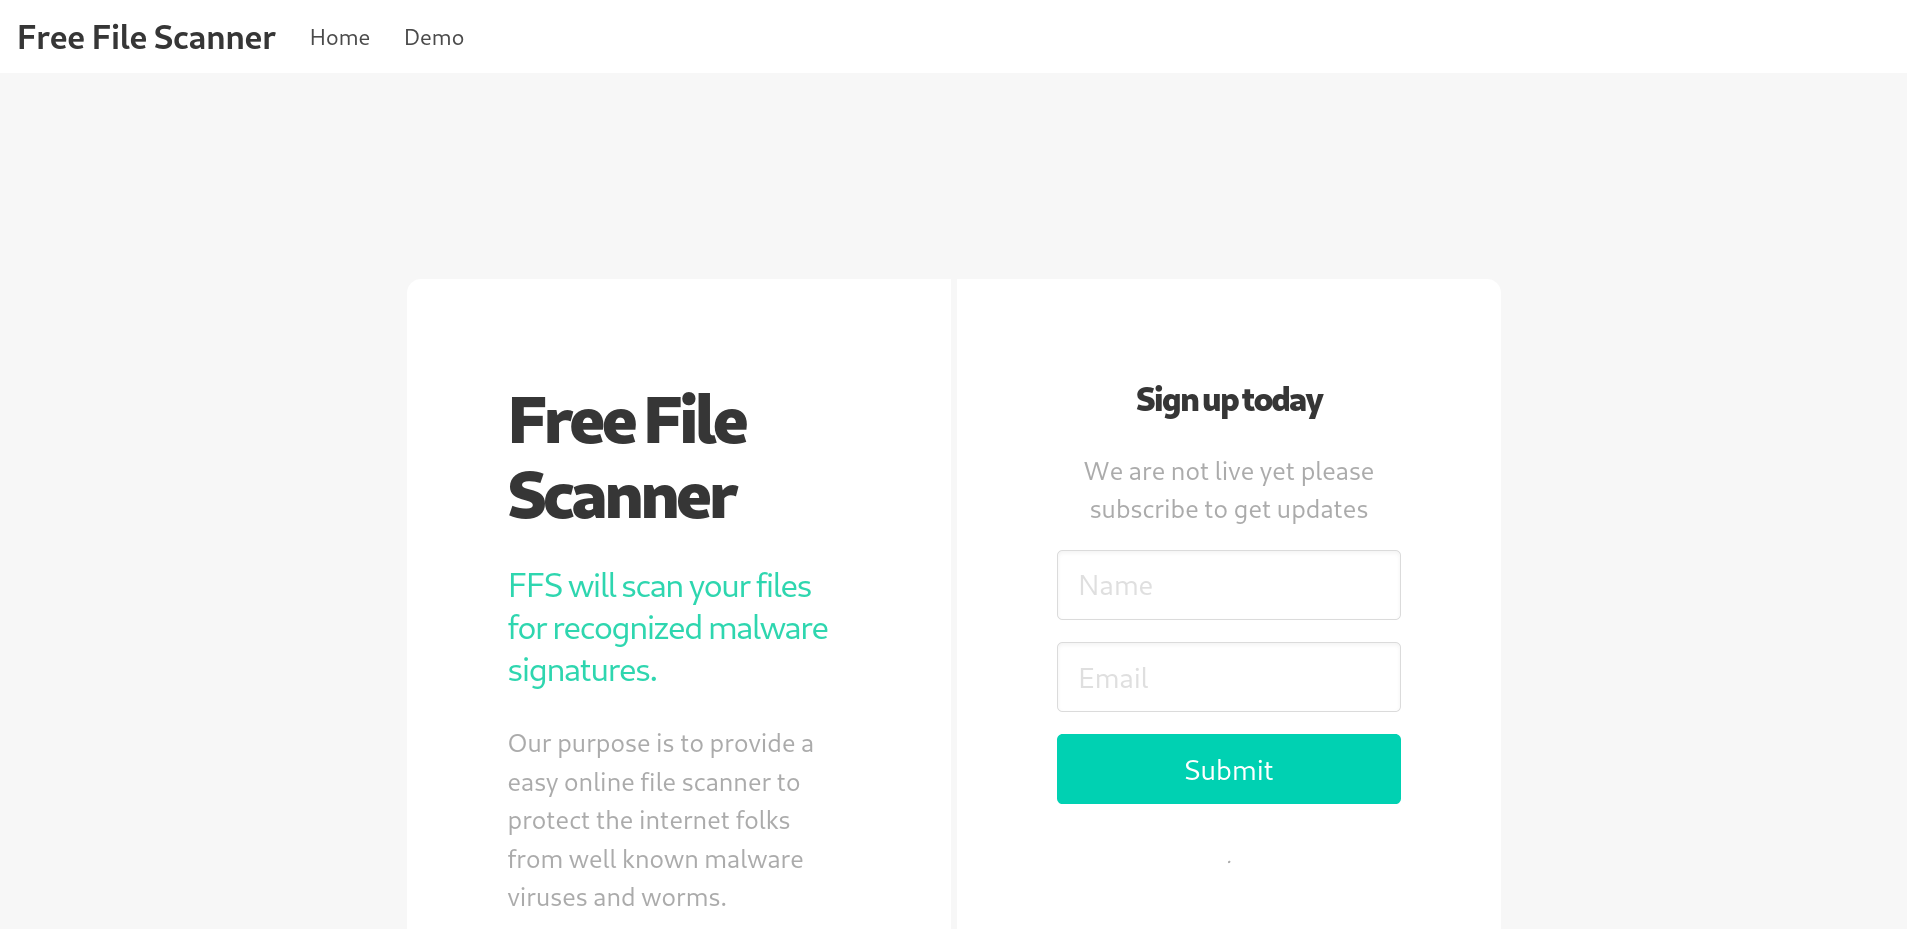 Free File Scanner Home Demo
Free File
Scanner
FFS will scan your files
for recognized malware
signatures.
Our purpose is to provide a
easy online file scanner to
protect the internet folks
from well known malware
viruses and worms.
Sign up today
We are not live yet please
subscribe to get updates
Name
Email
Submit
.